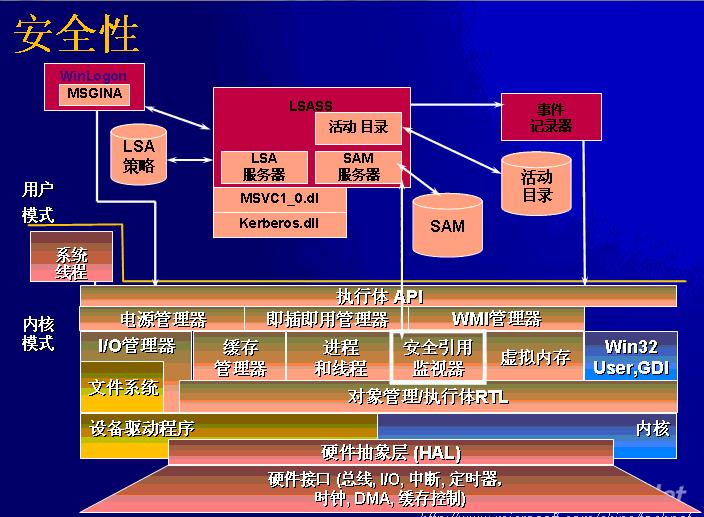 安全性
WinLogon
MSGINA
LSASS
活动 目录
LSA
服务器
SAM
服务器
MSVC1_0.dl
Kerberos.dll
事件
记录器
LSA
策略
活动
目录
SAM
用户
模式
系统
线程
内核
模式
执行体 API
电源管理器
即插即用管理器
WMI管理器
I/O管理器
缓存
管理器
进程
和线程
安全引用
监视器
虚拟内存
Win32
User,GDI
文件系统
对象管理/执行体RTL
设备驱动程序
内核
硬件抽象层 (HAL)
硬件接口 (总线, I/O, 中断, 定时器,
时钟, DMA, 缓存控制)